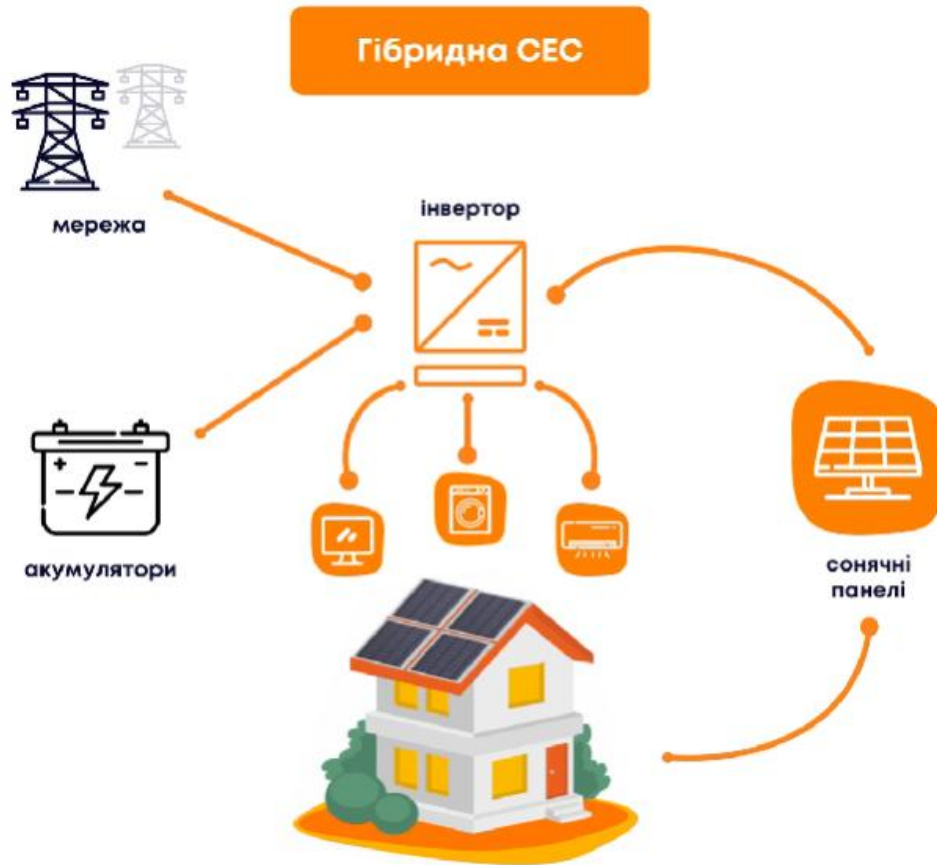 Гібридна СЕС
мережа
інвертор
акумулятори
сонячні
панелі